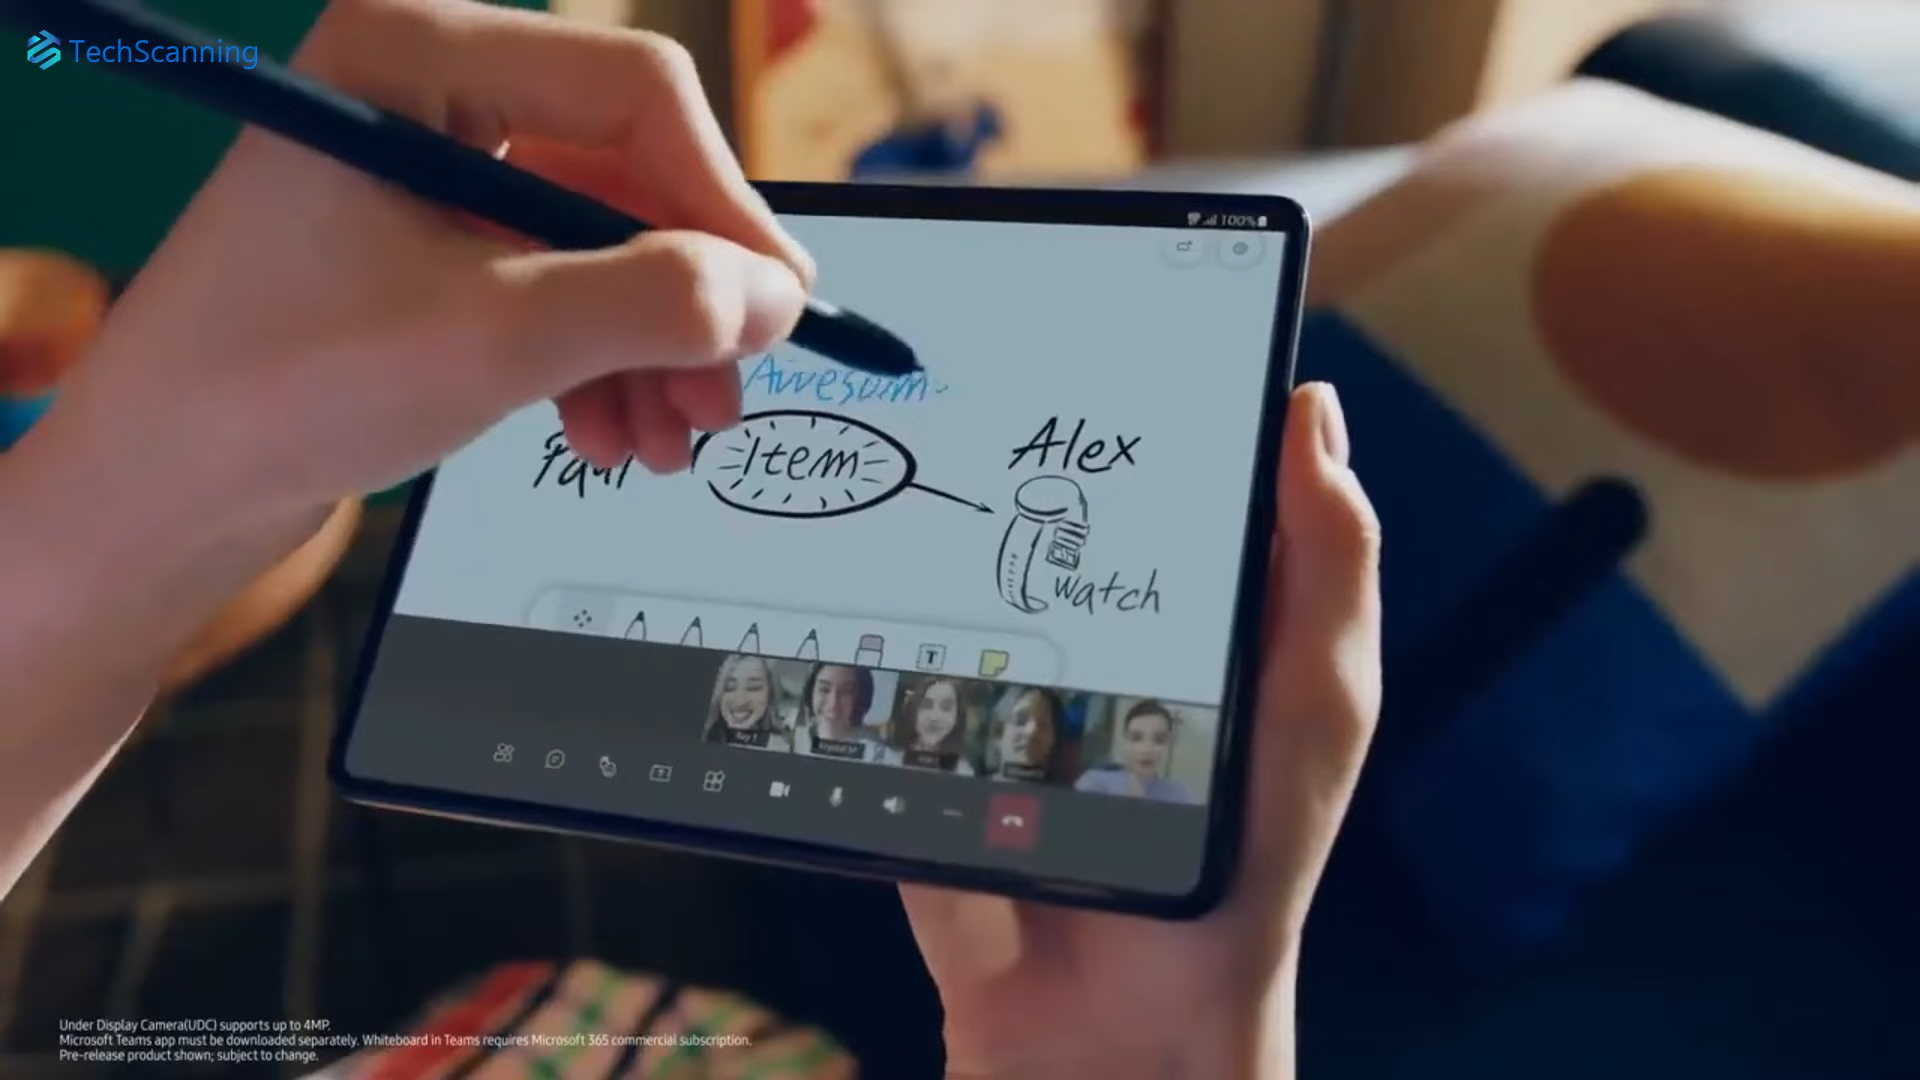 TechScanning
100%
Awesom
Paul
Item
Alex
watch
T
Under Display Camera(UDC) supports up to 4MP.
Microsoft Teams app must be downloaded separately. Whiteboard in Teams requires Microsoft 365 commercial subscription.
Pre-release product shown; subject to change.